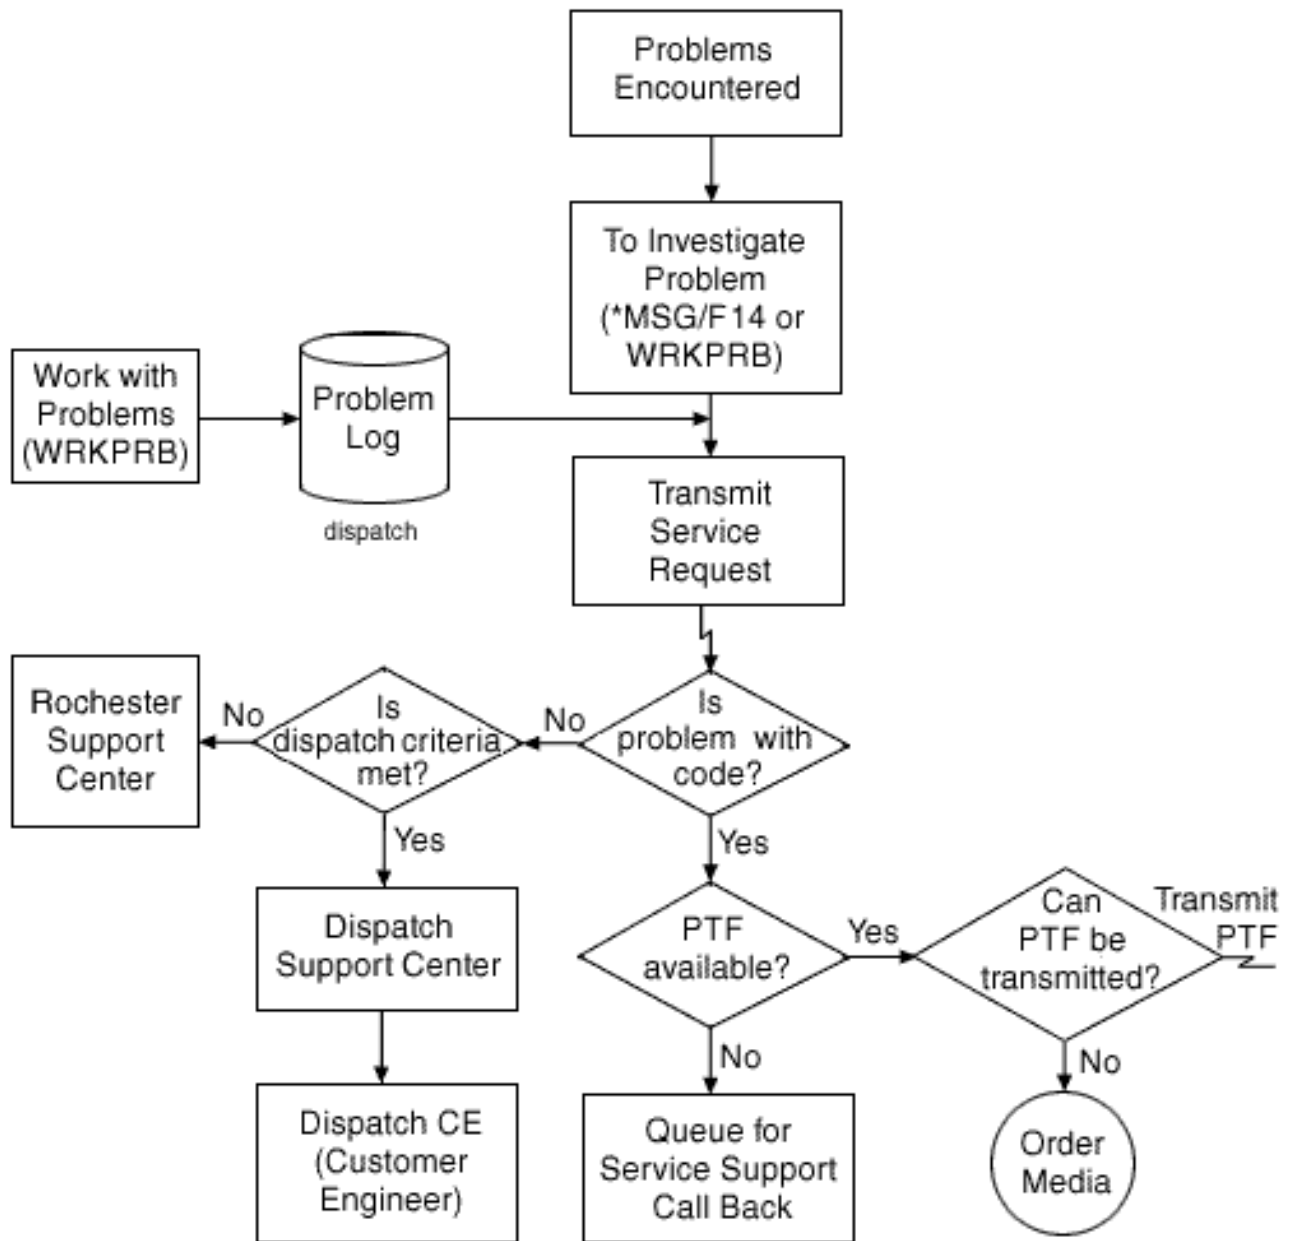 Problems
Encountered
To Investigate
Problem
(*MSG/F14 or
WRKPRB)
Work with
Problems
(WRKPRB)
Problem
Log
dispatch
Transmit
Service
Request
Rochester
Support
Center
No
Is
dispatch criteria
met?
No
Is
problem with
code?
Yes
Yes
Dispatch
Support Center
PTF
available?
Yes
Can
PTF be
transmitted?
Transmit
PTF
No
No
Dispatch CE
(Customer
Engineer)
Queue for
Service Support
Call Back
Order
Media